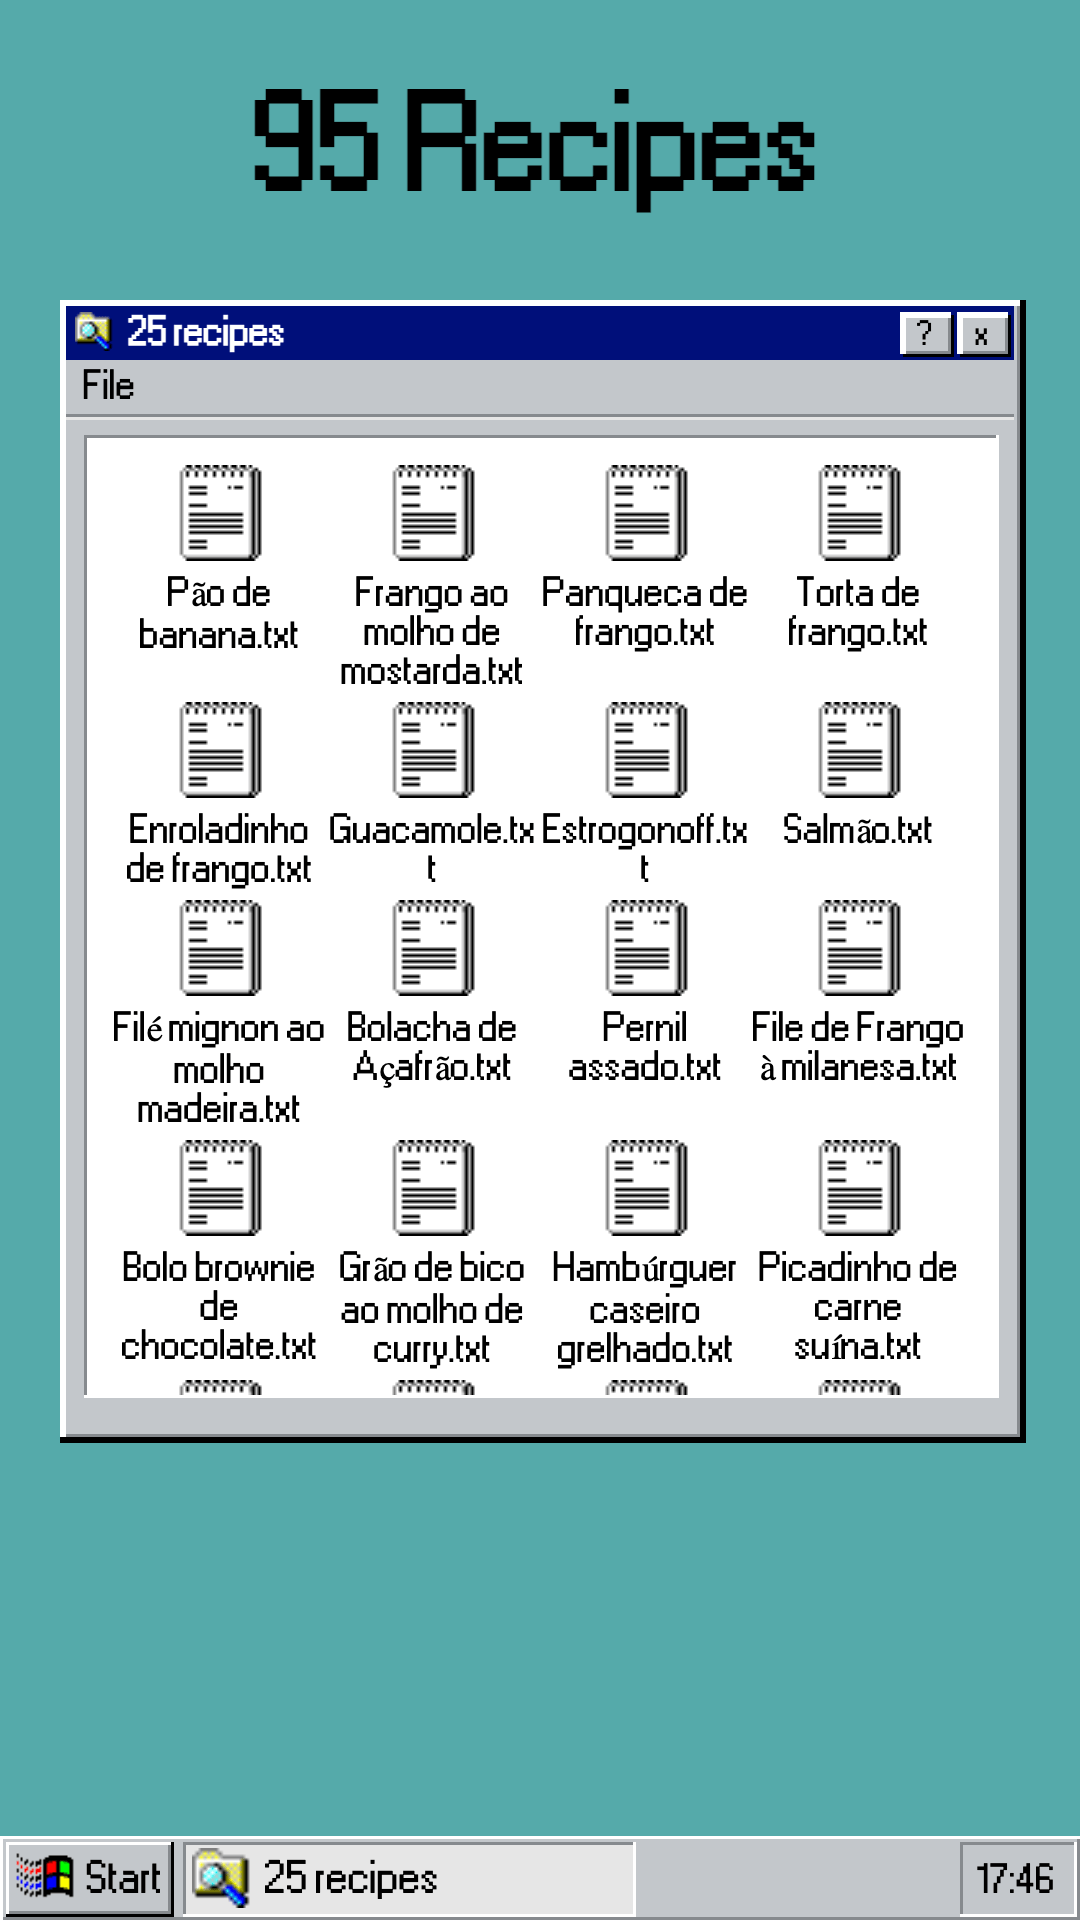 95 Recipes
25 recipes
? x
File
Pão de
banana.txt
Frango ao
molho de
mostarda.txt
Panqueca de
frango.txt
Torta de
frango.txt
Enroladinho
de frango.txt
Guacamole.tx
t
Estrogonoff.tx
t
Salmão.txt
Filé mignon ao
molho
madeira.txt
Bolacha de
Açafrão.txt
Pernil
assado.txt
File de Frango
à milanesa.txt
Bolo brownie
de
chocolate.txt
Grão de bico
ao molho de
curry.txt
Hambúrguer
caseiro
grelhado.txt
Picadinho de
carne
suína.txt
Start
25 recipes
17:46